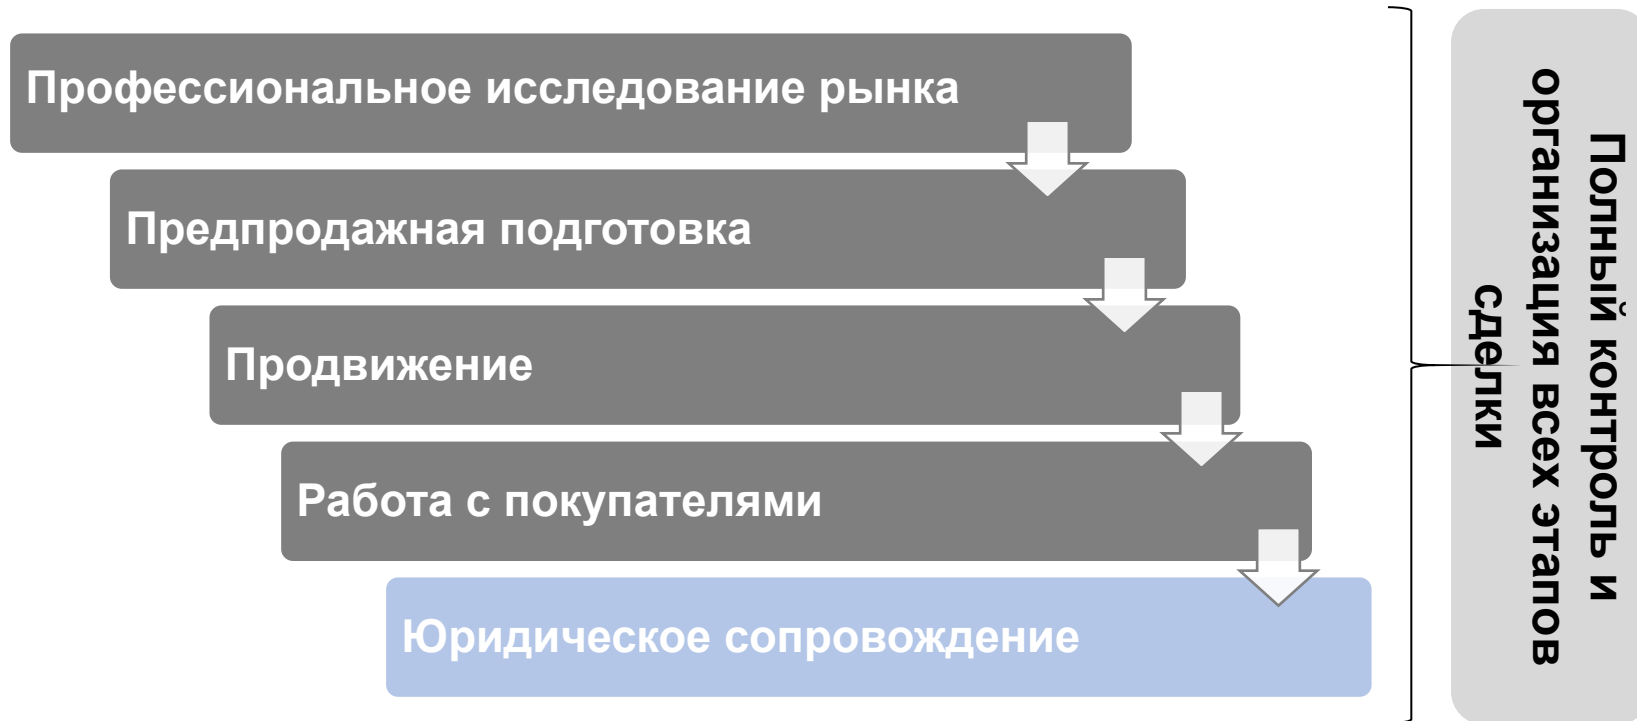 Профессиональное исследование рынка
Предпродажная подготовка
Продвижение
Работа с покупателями
Юридическое сопровождение
Полный контроль и
организация всех этапов
сделки